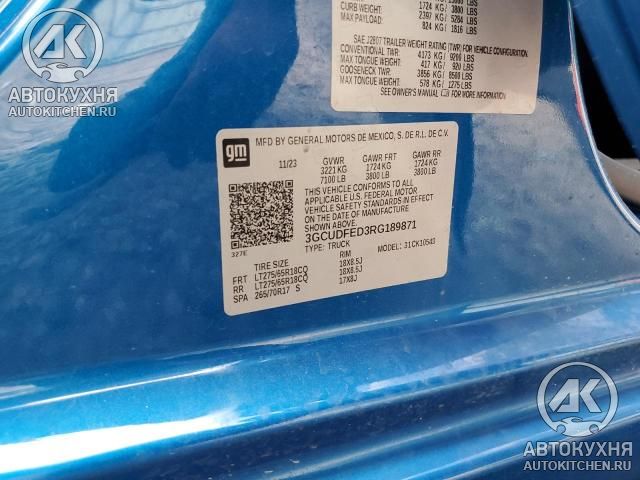 CURB WEIGHT: 1724 KG / 3800 LBS
MAX PAYLOAD: 2397 KG / 5284 LBS
824 KG / 1816 LBS
SAE J2807 TRAILER WEIGHT RATING (TWR) FOR VEHICLE CONFIGURATION.
CONVENTIONAL TWR: 4173 KG / 9200 LBS
MAX TONGUE WEIGHT: 417 KG / 920 LBS
GOOSENECK TWR: 3856 KG / 8500 LBS
MAX TONGUE WEIGHT: 578 KG / 1275 LBS
SEE OWNER'S MANUAL FOR MORE INFORMATION
АВТОКУХНЯ
AUTOKITCHEN.RU
gm
MFD BY GENERAL MOTORS DE MEXICO, S. DE R.L. DE C.V.
11/23 GVWR GAWR FRT GAWR RR
3221 KG 1724 KG 1724 KG
7100 LB 3800 LB 3800 LB
THIS VEHICLE CONFORMS TO ALL
APPLICABLE U.S. FEDERAL MOTOR
VEHICLE SAFETY STANDARDS IN EFFECT
ON THE DATE OF MANUFACTURE
SHOWN ABOVE.
3GCUDFED3RG189871
327E TYPE: TRUCK MODEL: 31CK10543
TIRE SIZE RIM
FRT LT275/65R18CQ 18X8.5J
RR LT275/65R18CQ 18X8.5J
SPA 265/70R17 S 17X8J
АК
АВТОКУХНЯ
AUTOKITCHEN.RU